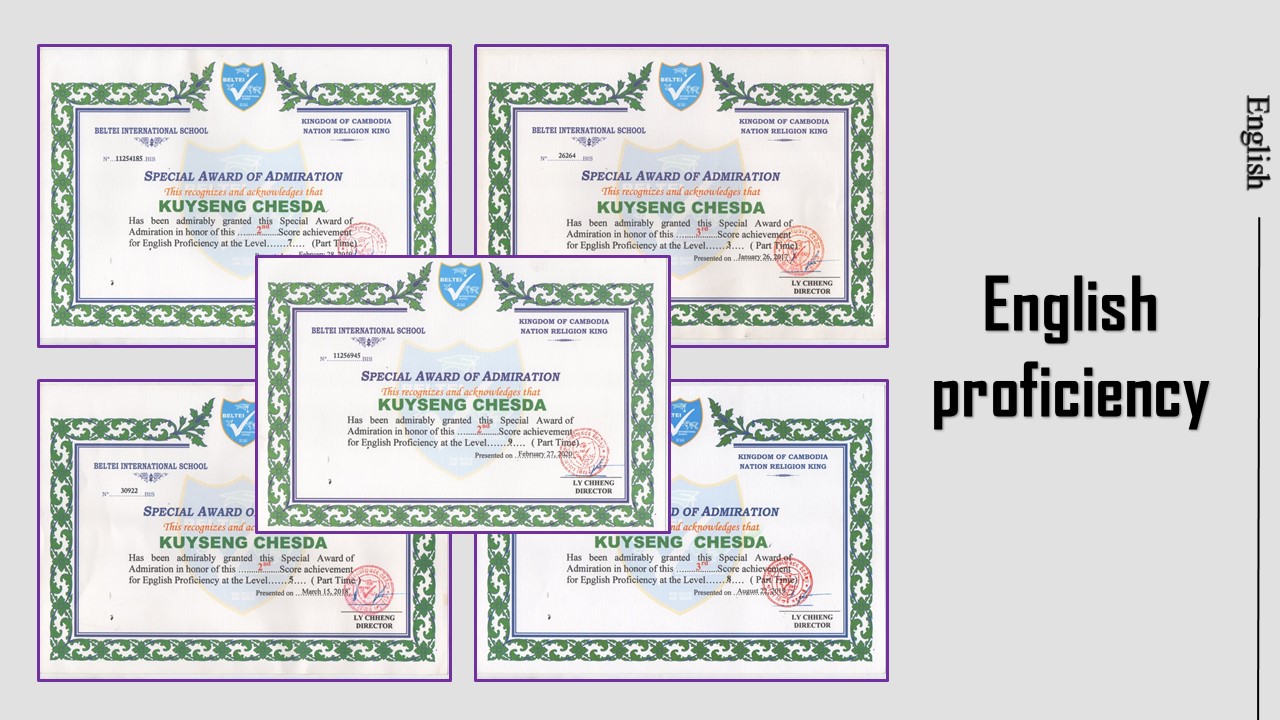 BELTEI
BELTEI INTERNATIONAL SCHOOL
KINGDOM OF CAMBODIA
NATION RELIGION KING
N° 11254185 BIS
SPECIAL AWARD OF ADMIRATION
This recognizes and acknowledges that
KUYSENG CHESDA
Has been admirably granted this Special Award of
Admiration in honor of this ....2nd....Score achievement
for English Proficiency at the Level......7.... (Part Time)
BELTEI
BELTEI INTERNATIONAL SCHOOL
KINGDOM OF CAMBODIA
NATION RELIGION KING
N° 26264 BIS
SPECIAL AWARD OF ADMIRATION
This recognizes and acknowledges that
KUYSENG CHESDA
Has been admirably granted this Special Award of
Admiration in honor of this ....3rd....Score achievement
for English Proficiency at the Level......3.... ( Part Time)
Presented on January 26, 2017
LY CHHENG
DIRECTOR
BELTEI
BELTEI INTERNATIONAL SCHOOL
KINGDOM OF CAMBODIA
NATION RELIGION KING
N° 11256945 BIS
SPECIAL AWARD OF ADMIRATION
This recognizes and acknowledges that
KUYSENG CHESDA
Has been admirably granted this Special Award of
Admiration in honor of this ....2nd....Score achievement
for English Proficiency at the Level......9.... ( Part Time)
Presented on February 27, 2020
LY CHHENG
DIRECTOR
BELTEI
BELTEI INTERNATIONAL SCHOOL
N° 30922 BIS
SPECIAL AWARD O
This recognizes an
KUYSENG CHESDA
Has been admirably granted this Special Award of
Admiration in honor of this ....2nd....Score achievement
for English Proficiency at the Level......5.... ( Part Time )
Presented on March 15, 2018
LY CHHENG
DIRECTOR
KINGDOM OF CAMBODIA
NATION RELIGION KING
D OF ADMIRATION
nd acknowledges that
KUYSENG CHESDA
Has been admirably granted this Special Award of
Admiration in honor of this ....3rd....Score achievement
for English Proficiency at the Level......8.... ( Part Time)
Presented on August
LY CHHENG
DIRECTOR
English
proficiency
English